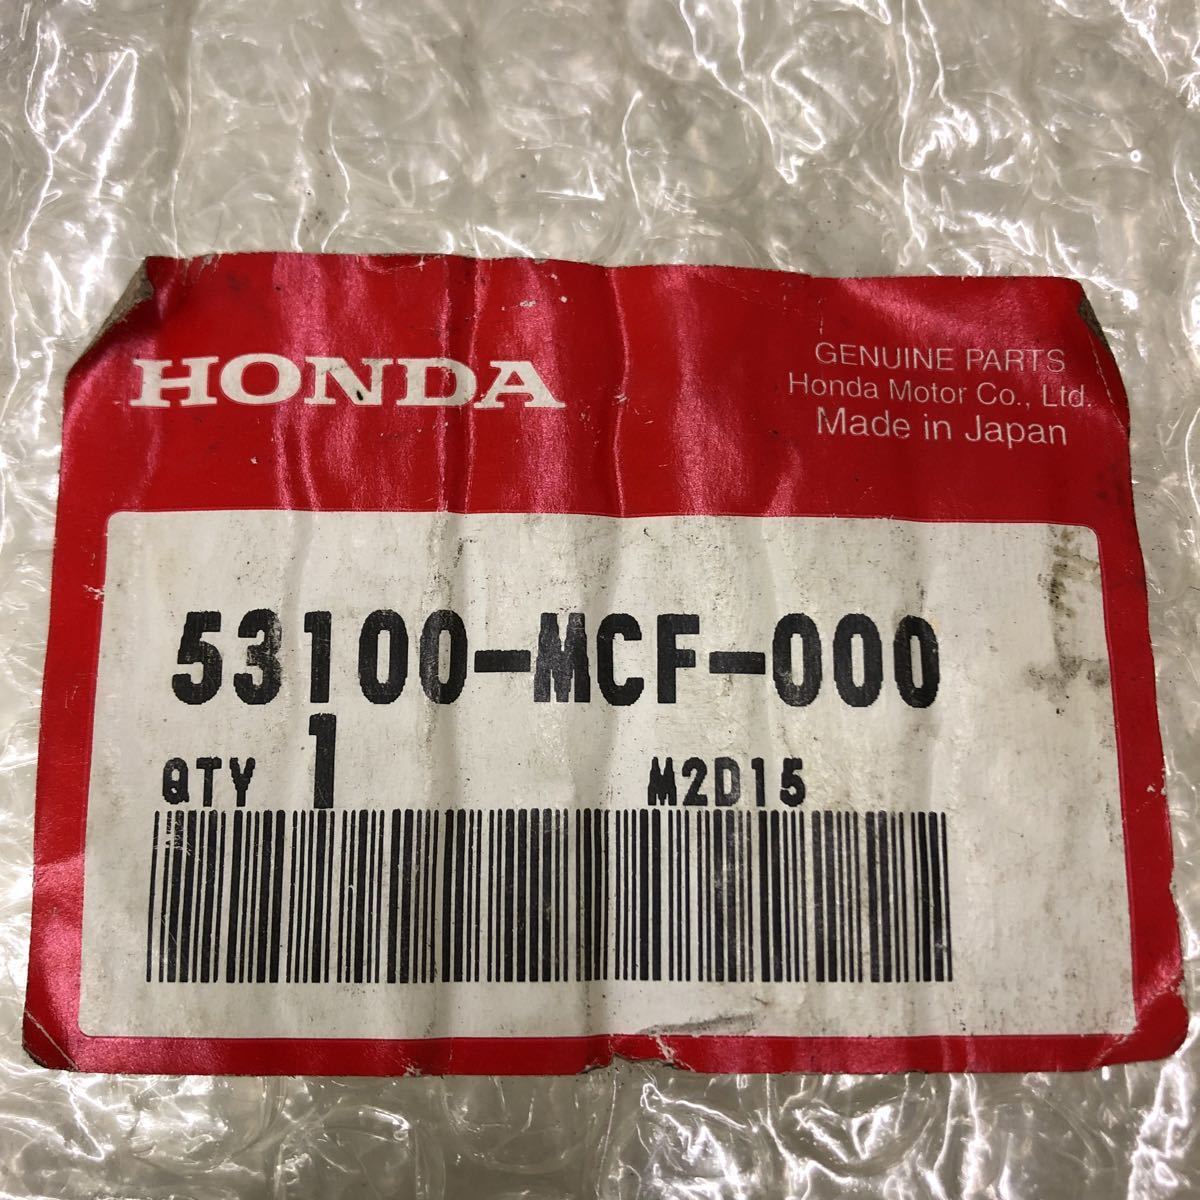 HONDA
GENUINE PARTS
Honda Motor Co., Ltd.
Made in Japan
53100-MCF-000
QTY 1 M2D15